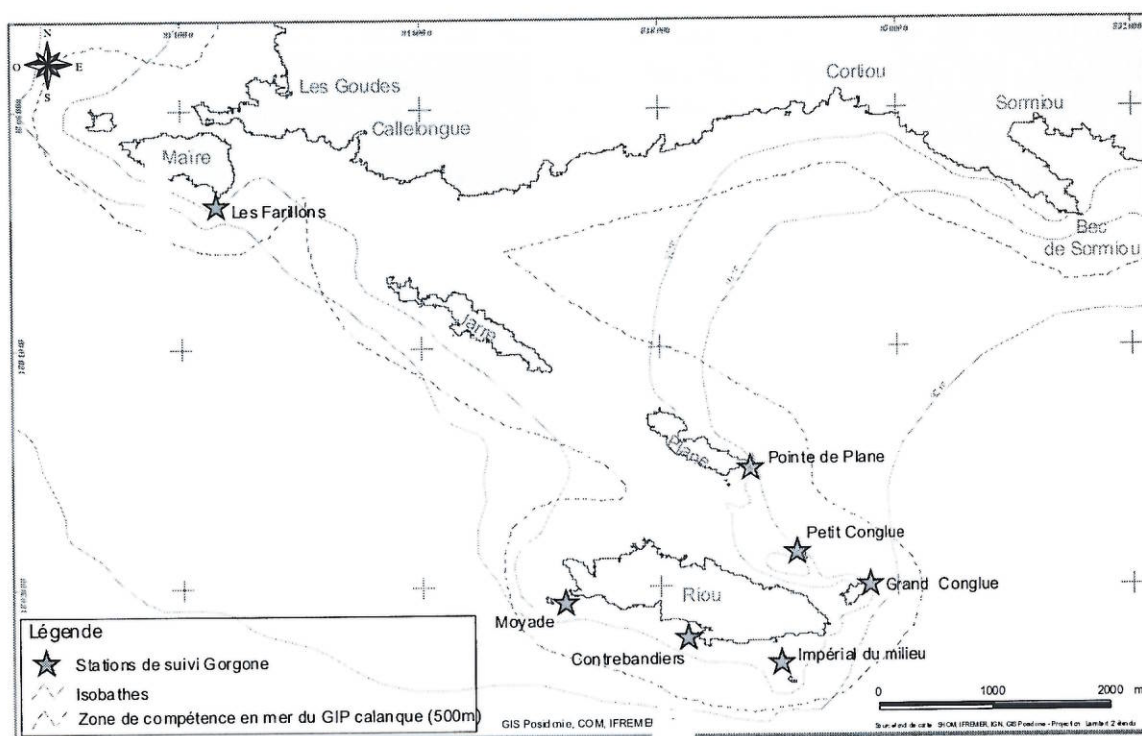 N
O
E
S
Les Goudes
Callelongue
Cortiou
Sormiou
Maire
Les Farillons
Bec
de Sormiou
Jarre
Plane
Pointe de Plane
Petit Conglue
Grand Conglue
Riou
Moyade
Contrebandiers
Impérial du milieu
Légende
Stations de suivi Gorgone
Isobathes
Zone de compétence en mer du GIP calanque (500m)
GIS Posidonie, COM, IFREMER
0 1000 2000 m